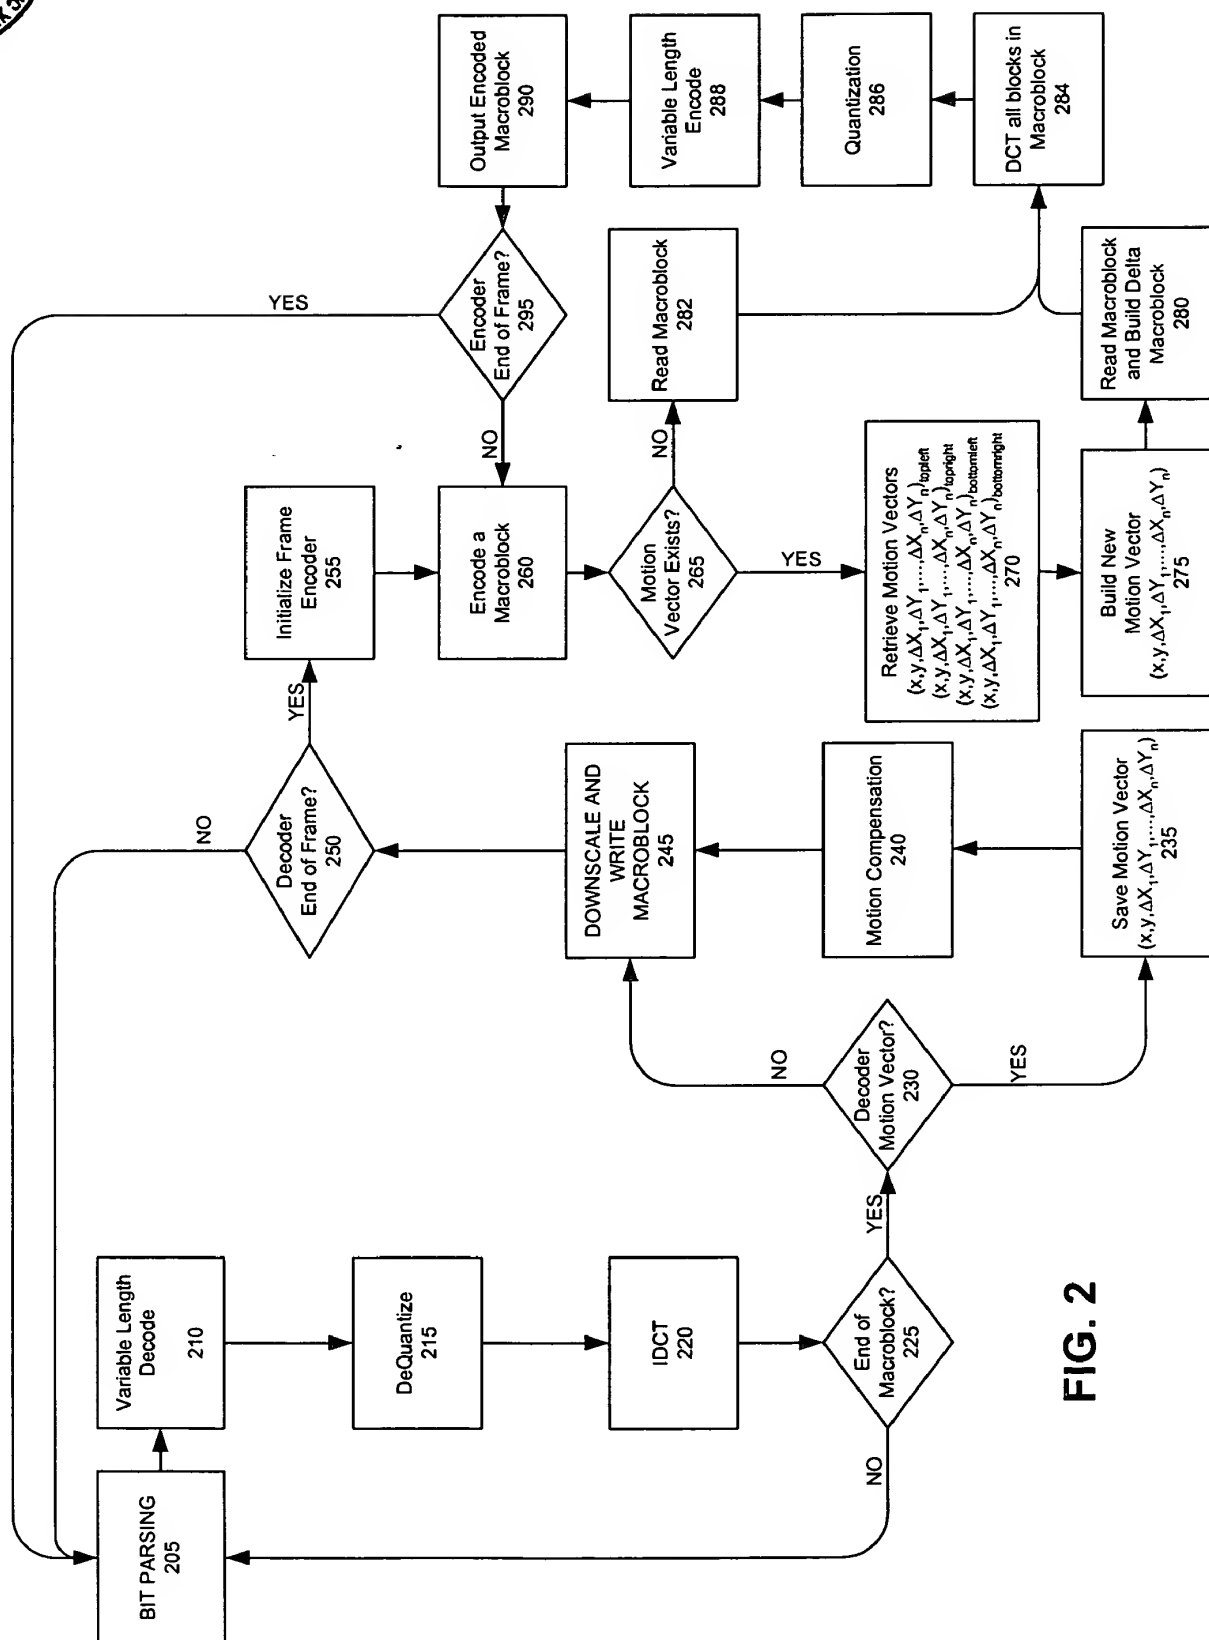 BIT PARSING
205
Variable Length
Decode
210
DeQuantize
215
IDCT
220
End of
Macroblock?
225
NO
YES
Decoder
Motion Vector?
230
NO
YES
Save Motion Vector
(x,y,ΔX₁,ΔY₁,...,ΔXₙ,ΔYₙ)
235
Motion Compensation
240
DOWNSCALE AND
WRITE
MACROBLOCK
245
Decoder
End of Frame?
250
NO
YES
Initialize Frame
Encoder
255
Encode a
Macroblock
260
Motion
Vector Exists?
265
NO
YES
Retrieve Motion Vectors
(x,y,ΔX₁,ΔY₁,...,ΔXₙ,ΔYₙ)topleft
(x,y,ΔX₁,ΔY₁,...,ΔXₙ,ΔYₙ)topright
(x,y,ΔX₁,ΔY₁,...,ΔXₙ,ΔYₙ)bottomleft
(x,y,ΔX₁,ΔY₁,...,ΔXₙ,ΔYₙ)bottomright
270
Build New
Motion Vector
(x,y,ΔX₁,ΔY₁,...,ΔXₙ,ΔYₙ)
275
Read Macroblock
and Build Delta
Macroblock
280
Read Macroblock
282
DCT all blocks in
Macroblock
284
Quantization
286
Variable Length
Encode
288
Output Encoded
Macroblock
290
Encoder
End of Frame?
295
NO
YES
FIG. 2